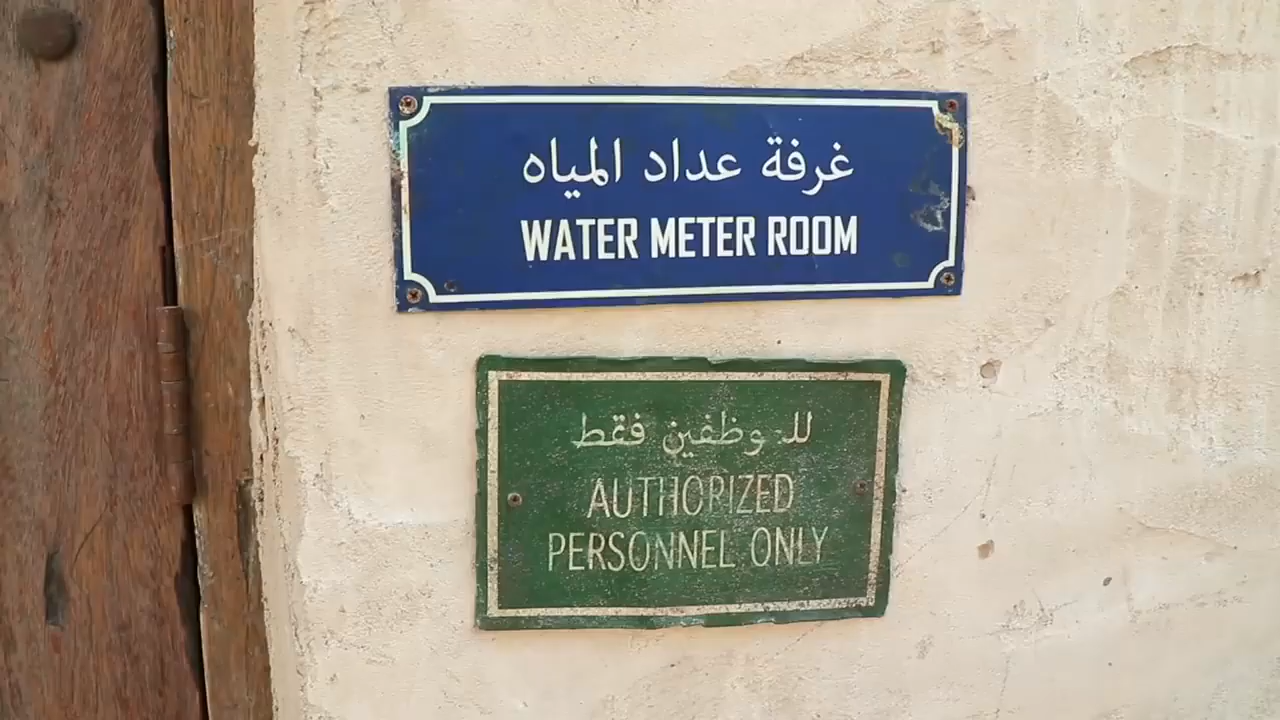 غرفة عداد المياه
WATER METER ROOM
للموظفين فقط
AUTHORIZED
PERSONNEL ONLY